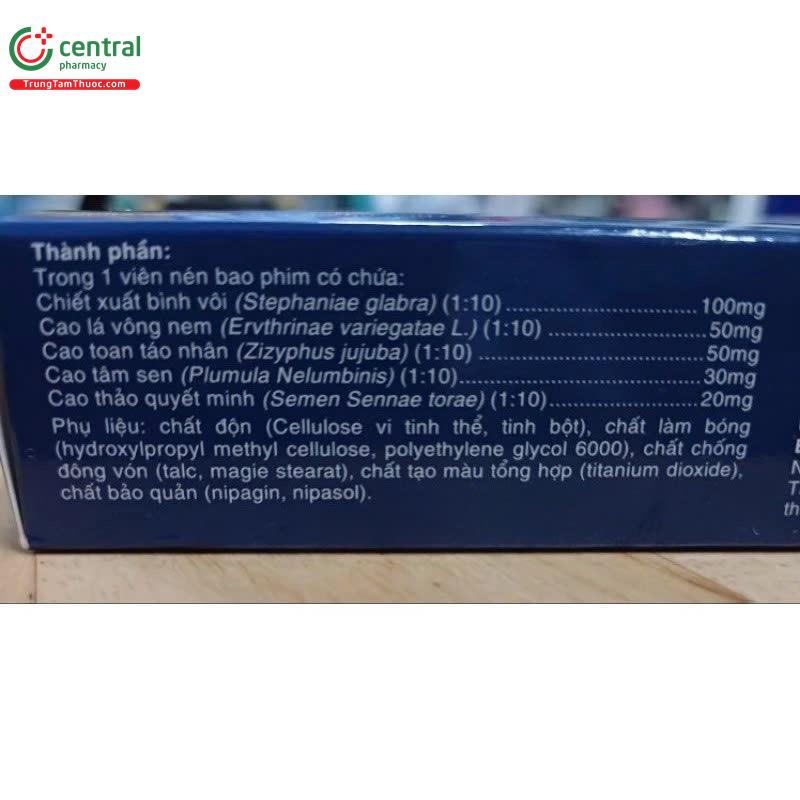 central
pharmacy
TrungTamThuoc.com
Thành phần:
Trong 1 viên nén bao phim có chứa:
Chiết xuất bình vôi (Stephaniae glabra) (1:10)............................100mg
Cao lá vông nem (Ervthrinae variegatae L.) (1:10) ........................50mg
Cao toan táo nhân (Zizyphus jujuba) (1:10) ..................................50mg
Cao tâm sen (Plumula Nelumbinis) (1:10)....................................30mg
Cao thảo quyết minh (Semen Sennae torae) (1:10)......................20mg
Phụ liệu: chất độn (Cellulose vi tinh thể, tinh bột), chất làm bóng
(hydroxylpropyl methyl cellulose, polyethylene glycol 6000), chất chống
đông vón (talc, magie stearat), chất tạo màu tổng hợp (titanium dioxide),
chất bảo quản (nipagin, nipasol).